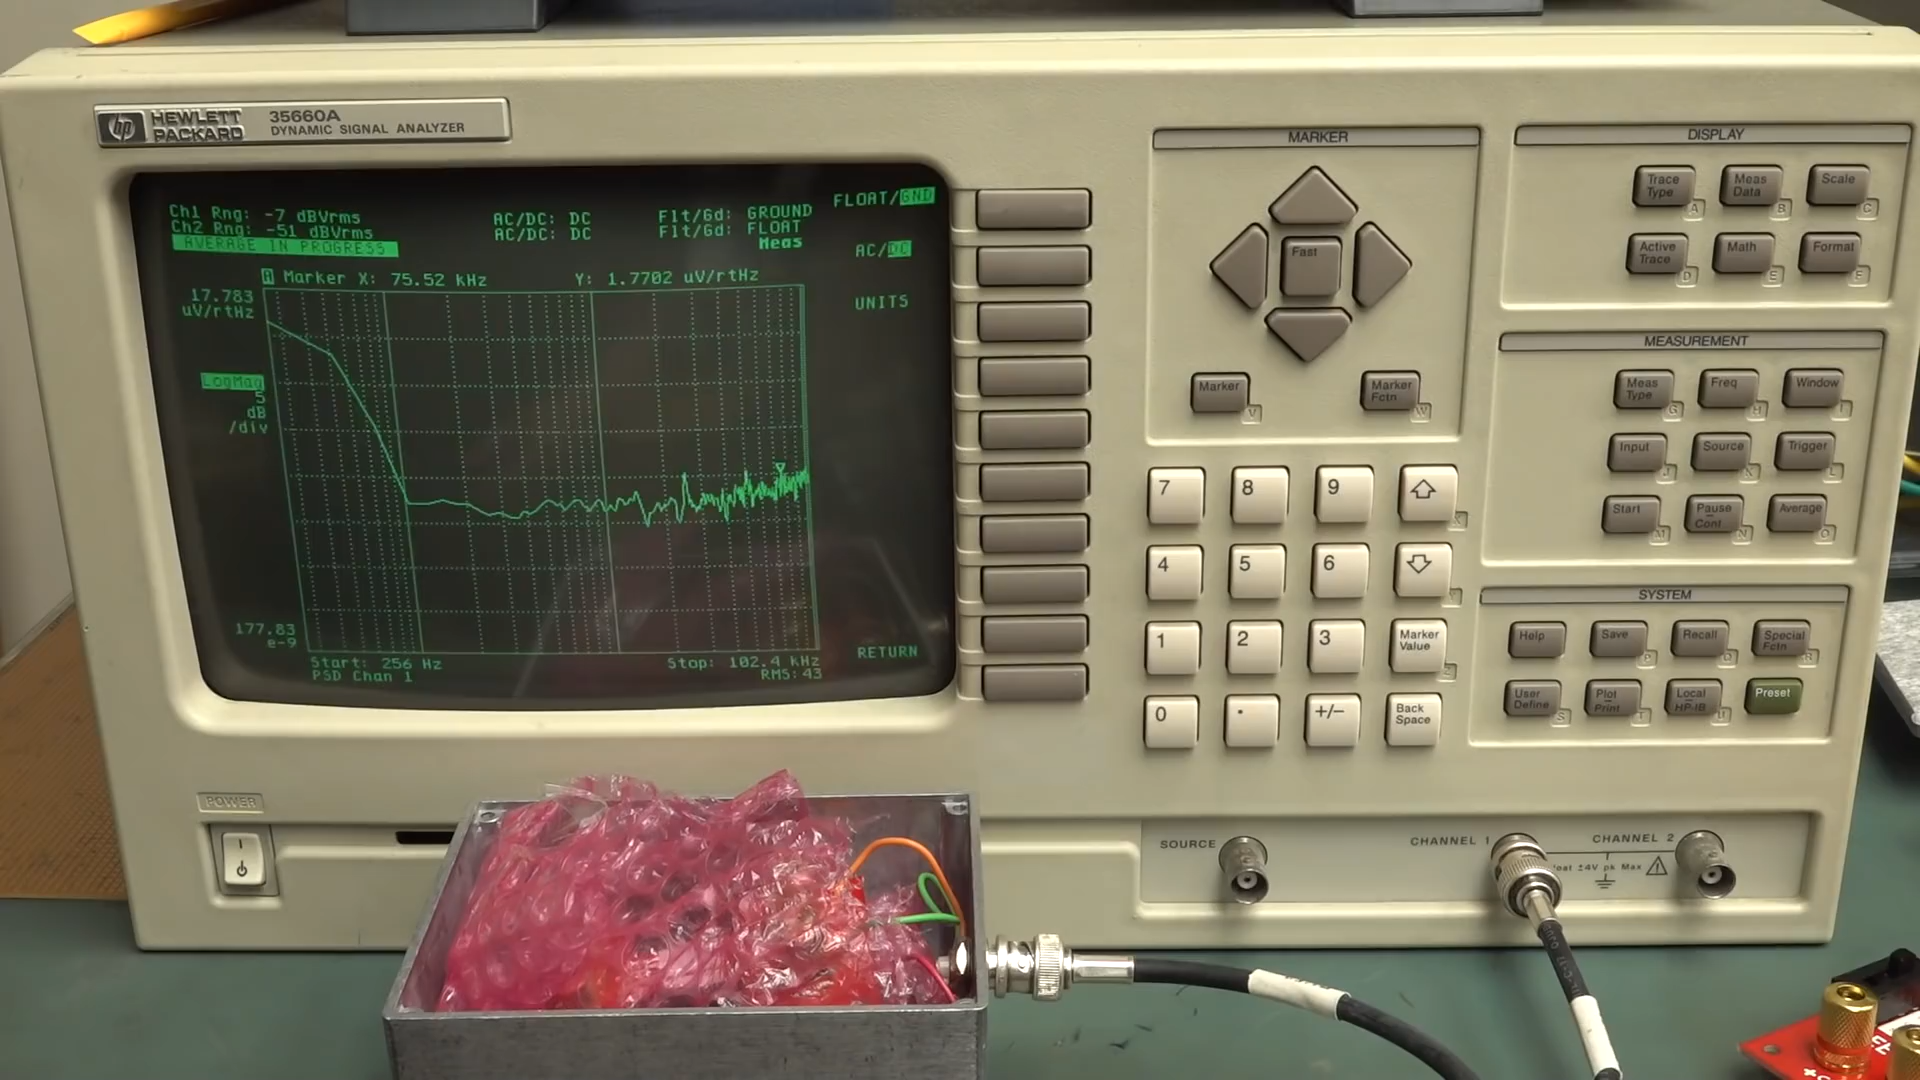 hp HEWLETT PACKARD
35660A
DYNAMIC SIGNAL ANALYZER
Ch1 Rng: -7 dBVrms AC/DC: DC Flt/Gd: GROUND
Ch2 Rng: -51 dBVrms AC/DC: DC Flt/Gd: FLOAT
AVERAGE IN PROGRESS Meas
A Marker X: 75.52 kHz Y: 1.7702 uV/rtHz
17.783
uV/rtHz
LogMag
5
dB
/div
177.83
e-9
Start: 256 Hz Stop: 102.4 kHz
PSD Chan 1 RMS:43
FLOAT/GND
AC/DC
UNITS
RETURN
MARKER
Fast
Marker V
Marker Fctn W
7 8 9
4 5 6
1 2 3 Marker Value
0 . +/- Back Space
DISPLAY
Trace Type A Meas Data B Scale C
Active Trace D Math E Format F
MEASUREMENT
Meas Type G Freq H Window I
Input J Source K Trigger L
Start M Pause Cont N Average O
SYSTEM
Help Save P Recall Q Special Fctn R
User Define S Plot Print T Local HP-IB U Preset
POWER
SOURCE
CHANNEL 1
CHANNEL 2
±4V pk Max